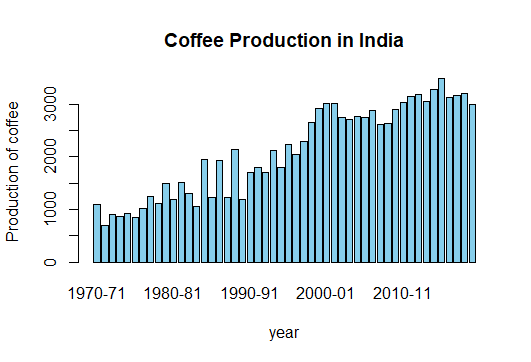 Coffee Production in India
Production of coffee
3000
2000
1000
0
1970-71 1980-81 1990-91 2000-01 2010-11
year